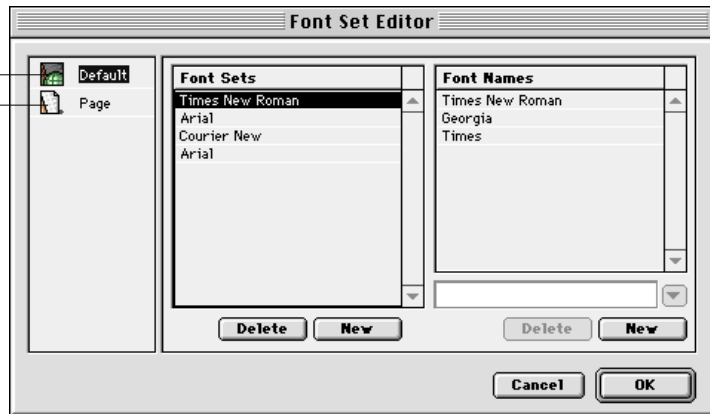 Font Set Editor
Default
Page
Font Sets
Times New Roman
Arial
Courier New
Arial
Delete
New
Font Names
Times New Roman
Georgia
Times
Delete
New
Cancel
OK